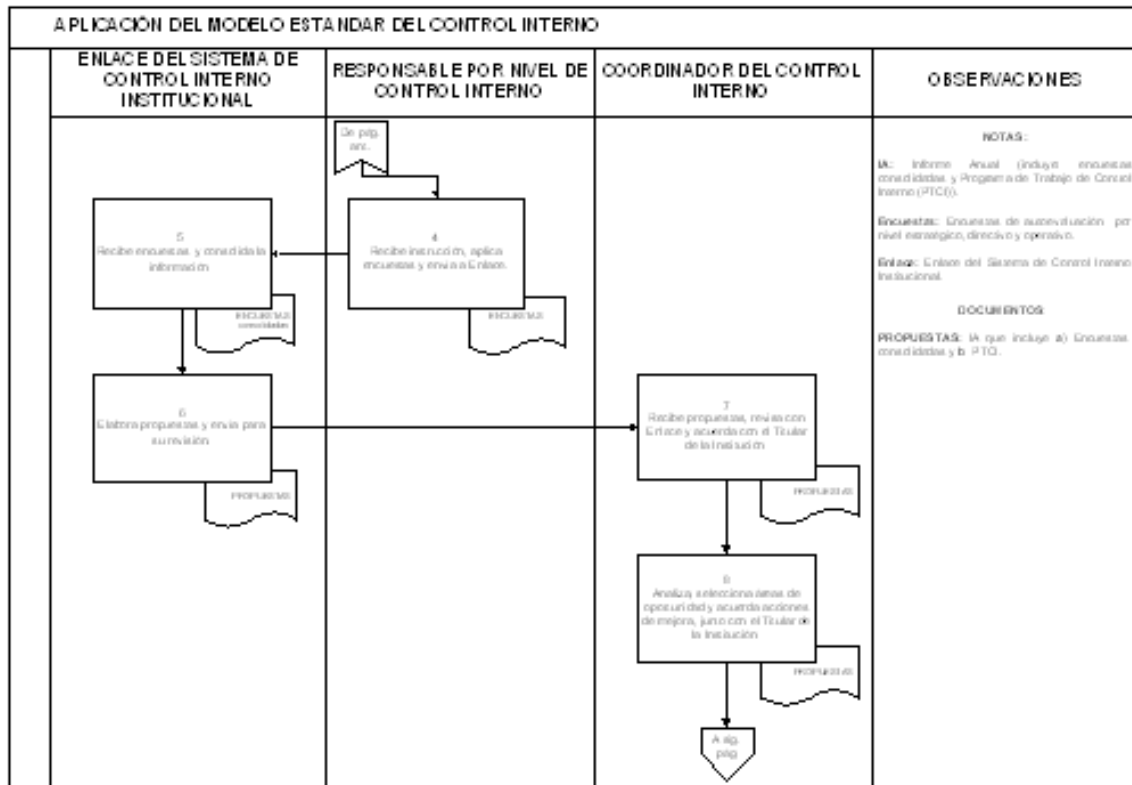 APLICACIÓN DEL MODELO ESTANDAR DEL CONTROL INTERNO
ENLACE DEL SISTEMA DE
CONTROL INTERNO
INSTITUCIONAL
RESPONSABLE POR NIVEL DE
CONTROL INTERNO
COORDINADOR DEL CONTROL
INTERNO
OBSERVACIONES
De pág.
ant.
4
Recibe instrucción, aplica
encuestas y envía a Enlace.
ENCUESTAS
5
Recibe encuestas y consolida la
información
ENCUESTAS
consolidadas
6
Elabora propuestas y envía para
su revisión
PROPUESTAS
7
Recibe propuestas, revisa con
Enlace y acuerda con el Titular
de la Institución
PROPUESTAS
8
Analiza, selecciona áreas de
oportunidad y acuerda acciones
de mejora, junto con el Titular de
la Institución
PROPUESTAS
A sig.
pág
NOTAS:
IA: Informe Anual (incluye encuestas
consolidadas y Programa de Trabajo de Control
Interno (PTCI)).
Encuestas: Encuestas de autoevaluación por
nivel estratégico, directivo y operativo.
Enlace: Enlace del Sistema de Control Interno
Institucional.
DOCUMENTOS
PROPUESTAS: IA que incluye a) Encuestas
consolidadas y b PTCI.